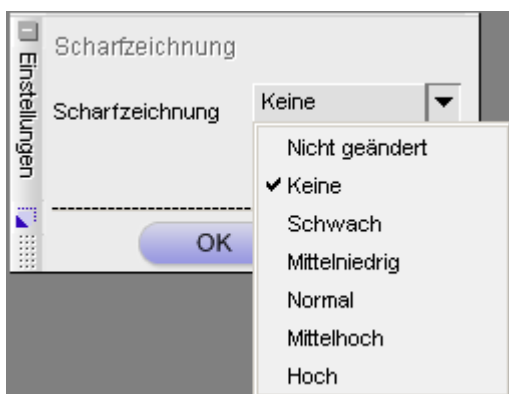 Einstellungen
Scharfzeichnung
Scharfzeichnung
Keine
Nicht geändert
Keine
Schwach
Mittelniedrig
Normal
Mittelhoch
Hoch
OK